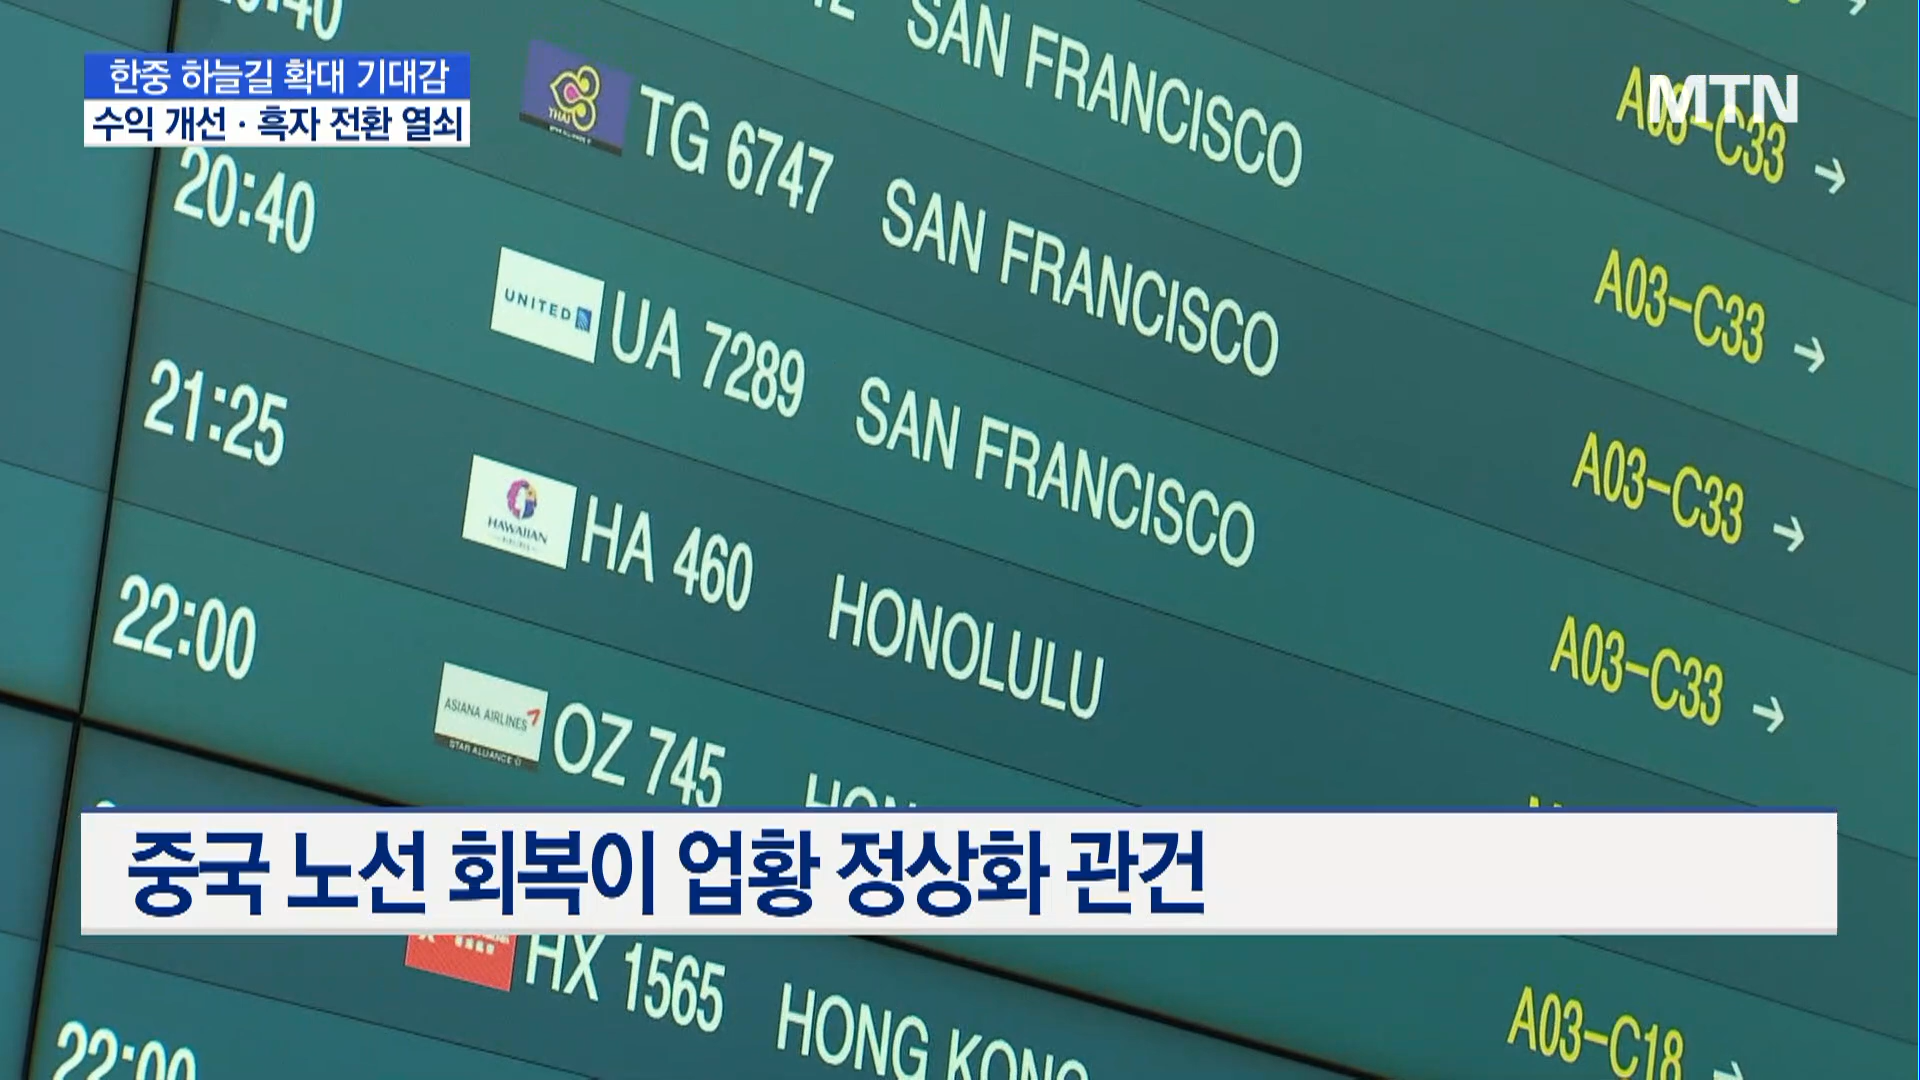 한중 하늘길 확대 기대감
수익 개선·흑자 전환 열쇠
MTN
SAN FRANCISCO A03-C33 →
THAI TG 6747 SAN FRANCISCO A03-C33 →
20:40 UNITED UA 7289 SAN FRANCISCO A03-C33 →
21:25 HAWAIIAN HA 460 HONOLULU A03-C33 →
22:00 ASIANA AIRLINES STAR ALLIANCE OZ 745
중국 노선 회복이 업황 정상화 관건
HX 1565 HONG KONG A03-C18 →
22:00